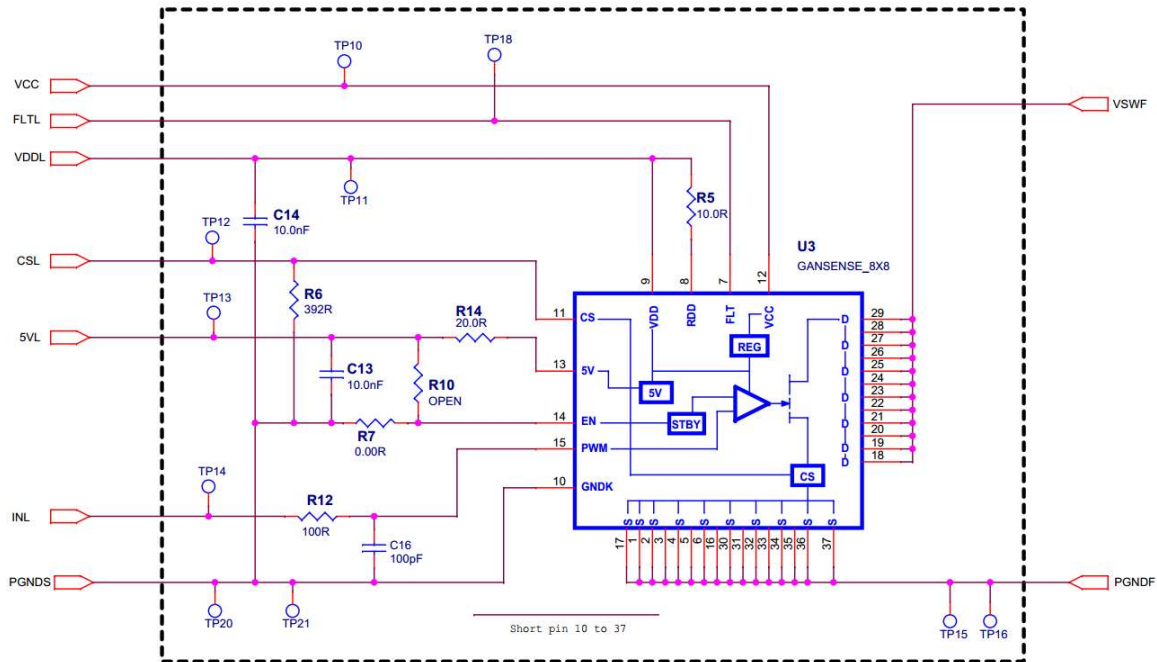 TP10
TP18
VCC
VSWF
FLTL
VDDL
TP11
R5
10.0R
C14
10.0nF
TP12
U3
GANSENSE_8X8
CSL
9
8
7
12
R6
392R
TP13
R14
20.0R
11
CS
VDD
RDD
FLT
VCC
D
29
28
D
27
26
D
25
24
D
23
22
D
21
20
D
19
D
18
5VL
C13
10.0nF
R10
OPEN
13
5V
REG
5V
STBY
14
EN
R7
0.00R
15
PWM
TP14
CS
10
GNDK
INL
R12
100R
C16
100pF
S
S
S
S
S
S
S
S
S
S
17
1
2
3
4
5
6
16
30
31
32
33
34
35
36
37
PGNDS
PGNDF
TP20
TP21
TP15
TP16
Short pin 10 to 37